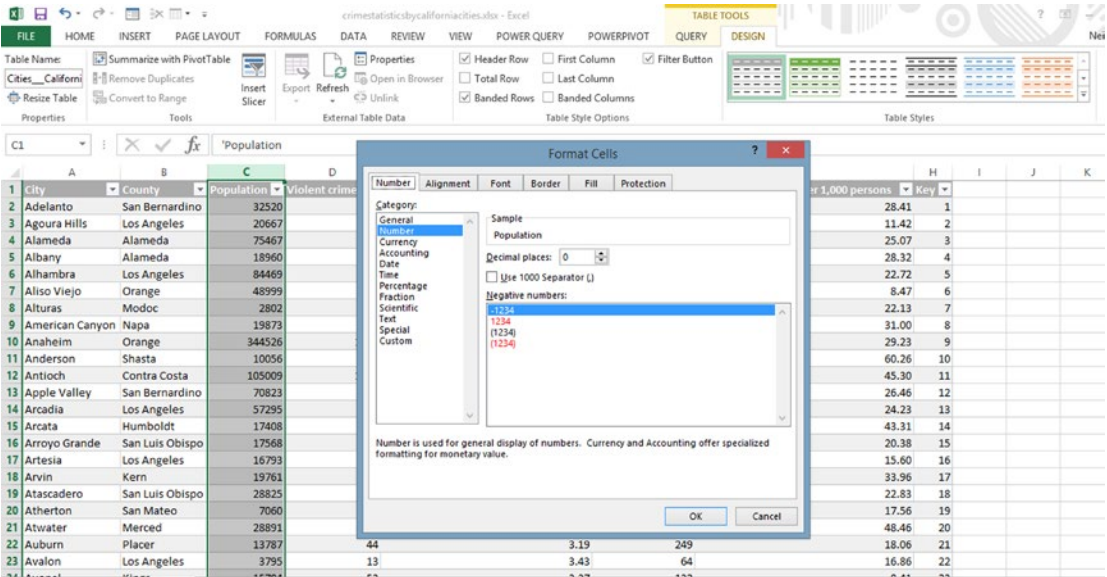 crimestatisticsbycaliforniacities.xlsx - Excel
TABLE TOOLS
FILE HOME INSERT PAGE LAYOUT FORMULAS DATA REVIEW VIEW POWER QUERY POWERPIVOT QUERY DESIGN Nei
Table Name:
Cities__Californi
Resize Table
Properties
Summarize with PivotTable
Remove Duplicates
Convert to Range
Insert Slicer
Tools
Export Refresh
Properties
Open in Browser
Unlink
External Table Data
Header Row First Column Filter Button
Total Row Last Column
Banded Rows Banded Columns
Table Style Options
Table Styles
C1 fx 'Population
A B C D H I J K
1 City County Population Violent crime r 1,000 persons Key
2 Adelanto San Bernardino 32520 28.41 1
3 Agoura Hills Los Angeles 20667 11.42 2
4 Alameda Alameda 75467 25.07 3
5 Albany Alameda 18960 28.32 4
6 Alhambra Los Angeles 84469 22.72 5
7 Aliso Viejo Orange 48999 8.47 6
8 Alturas Modoc 2802 22.13 7
9 American Canyon Napa 19873 31.00 8
10 Anaheim Orange 344526 29.23 9
11 Anderson Shasta 10056 60.26 10
12 Antioch Contra Costa 105009 45.30 11
13 Apple Valley San Bernardino 70823 26.46 12
14 Arcadia Los Angeles 57295 24.23 13
15 Arcata Humboldt 17408 43.31 14
16 Arroyo Grande San Luis Obispo 17568 20.38 15
17 Artesia Los Angeles 16793 15.60 16
18 Arvin Kern 19761 33.96 17
19 Atascadero San Luis Obispo 28825 22.83 18
20 Atherton San Mateo 7060 17.56 19
21 Atwater Merced 28891 48.46 20
22 Auburn Placer 13787 44 3.19 249 18.06 21
23 Avalon Los Angeles 3795 13 3.43 64 16.86 22
Format Cells
Number Alignment Font Border Fill Protection
Category:
General
Number
Currency
Accounting
Date
Time
Percentage
Fraction
Scientific
Text
Special
Custom
Sample
Population
Decimal places: 0
Use 1000 Separator (,)
Negative numbers:
-1234
1234
(1234)
(1234)
Number is used for general display of numbers. Currency and Accounting offer specialized
formatting for monetary value.
OK Cancel